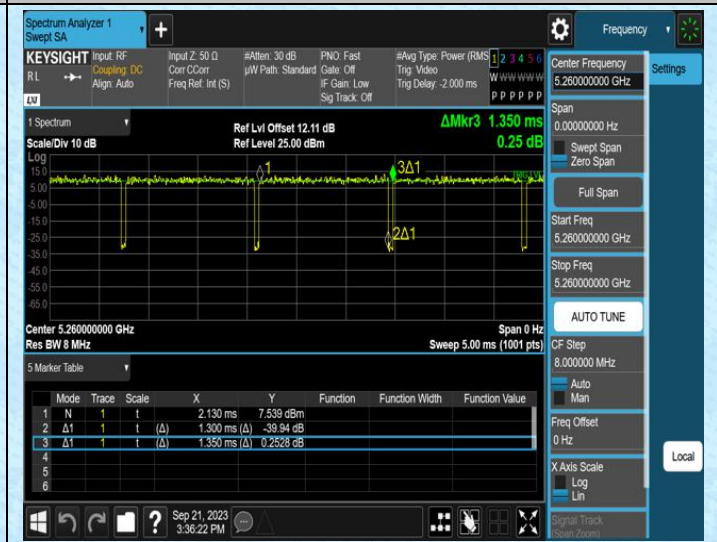 Spectrum Analyzer 1
Swept SA
+
Frequency
KEYSIGHT
RL
LXI
Input: RF
Coupling: DC
Align: Auto
Input Z: 50 Ω
Corr CCorr
Freq Ref: Int (S)
#Atten: 30 dB
µW Path: Standard
PNO: Fast
Gate: Off
IF Gain: Low
Sig Track: Off
#Avg Type: Power (RMS
Trig: Video
Trig Delay: -2.000 ms
1 2 3 4 5 6
W W W W W W
P P P P P P
Center Frequency
5.260000000 GHz
Settings
Span
0.00000000 Hz
Swept Span
Zero Span
Full Span
Start Freq
5.260000000 GHz
Stop Freq
5.260000000 GHz
AUTO TUNE
CF Step
8.000000 MHz
Auto
Man
Freq Offset
0 Hz
X Axis Scale
Log
Lin
Signal Track
(Span Zoom)
Local
1 Spectrum
Scale/Div 10 dB
Ref Lvl Offset 12.11 dB
Ref Level 25.00 dBm
ΔMkr3 1.350 ms
0.25 dB
Log
15.0
5.00
-5.00
-15.0
-25.0
-35.0
-45.0
-55.0
-65.0
1
3Δ1
2Δ1
TRIG LVL
Center 5.260000000 GHz
Res BW 8 MHz
Span 0 Hz
Sweep 5.00 ms (1001 pts)
5 Marker Table
Mode Trace Scale X Y Function Function Width Function Value
1 N 1 t 2.130 ms 7.539 dBm
2 Δ1 1 t (Δ) 1.300 ms (Δ) -39.94 dB
3 Δ1 1 t (Δ) 1.350 ms (Δ) 0.2528 dB
4
5
6
?
Sep 21, 2023
3:36:22 PM